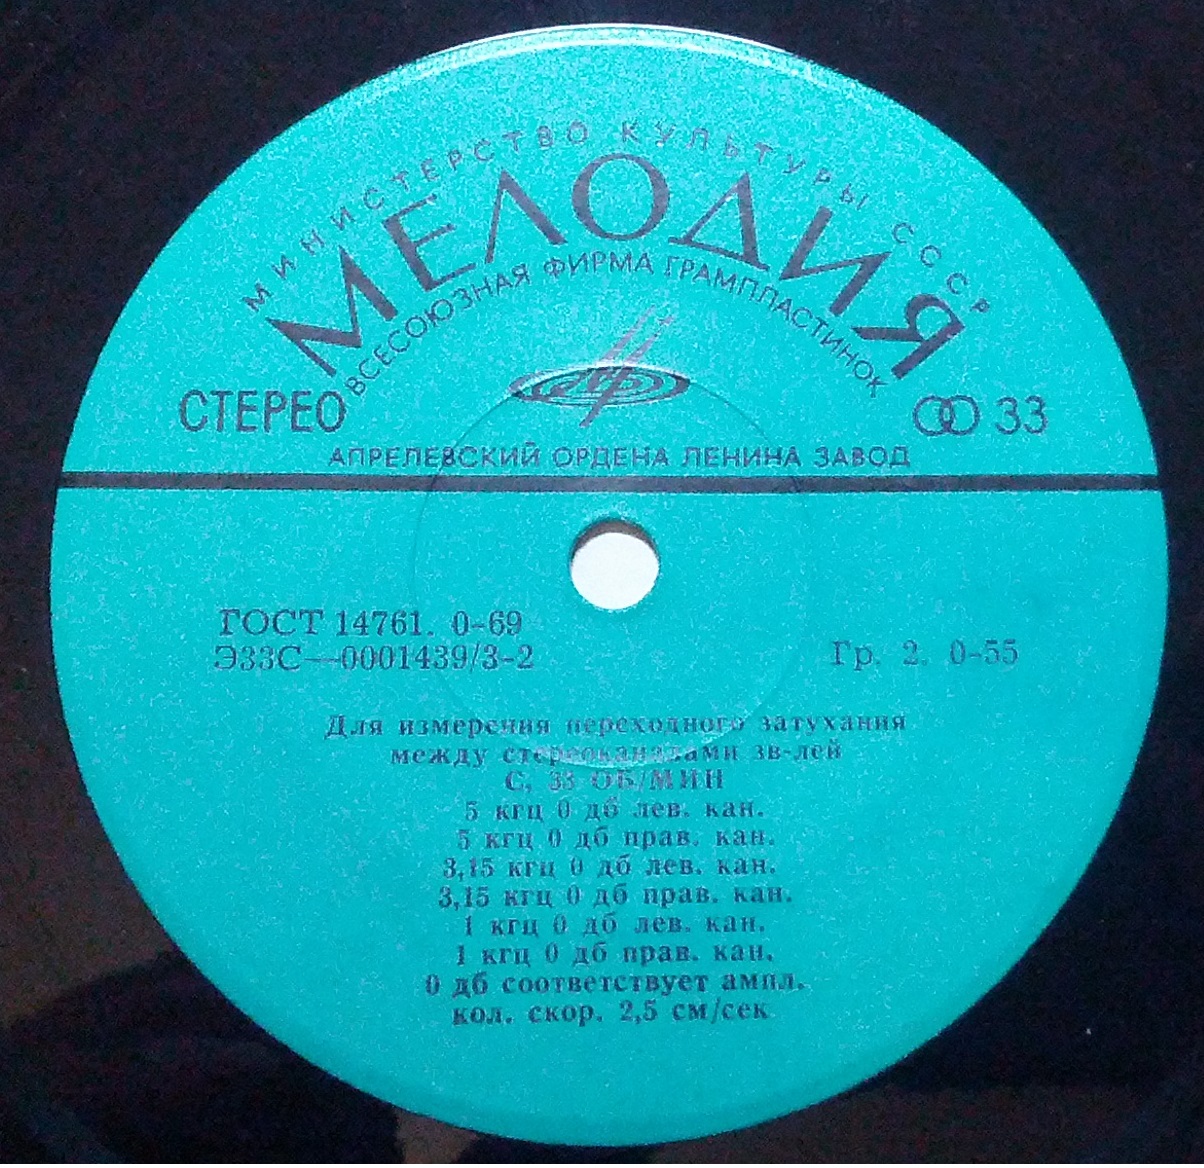 МИНИСТЕРСТВО КУЛЬТУРЫ СССР
МЕЛОДИЯ
ВСЕСОЮЗНАЯ ФИРМА ГРАМПЛАСТИНОК
СТЕРЕО
33
АПРЕЛЕВСКИЙ ОРДЕНА ЛЕНИНА ЗАВОД
ГОСТ 14761. 0-69
Э33С—0001439/3-2
Гр. 2. 0-55
Для измерения переходного затухания
между стереоканалами зв-лей
С, 33 ОБ/МИН
5 кгц 0 дб лев. кан.
5 кгц 0 дб прав. кан.
3,15 кгц 0 дб лев. кан.
3,15 кгц 0 дб прав. кан.
1 кгц 0 дб лев. кан.
1 кгц 0 дб прав. кан.
0 дб соответствует ампл.
кол. скор. 2,5 см/сек